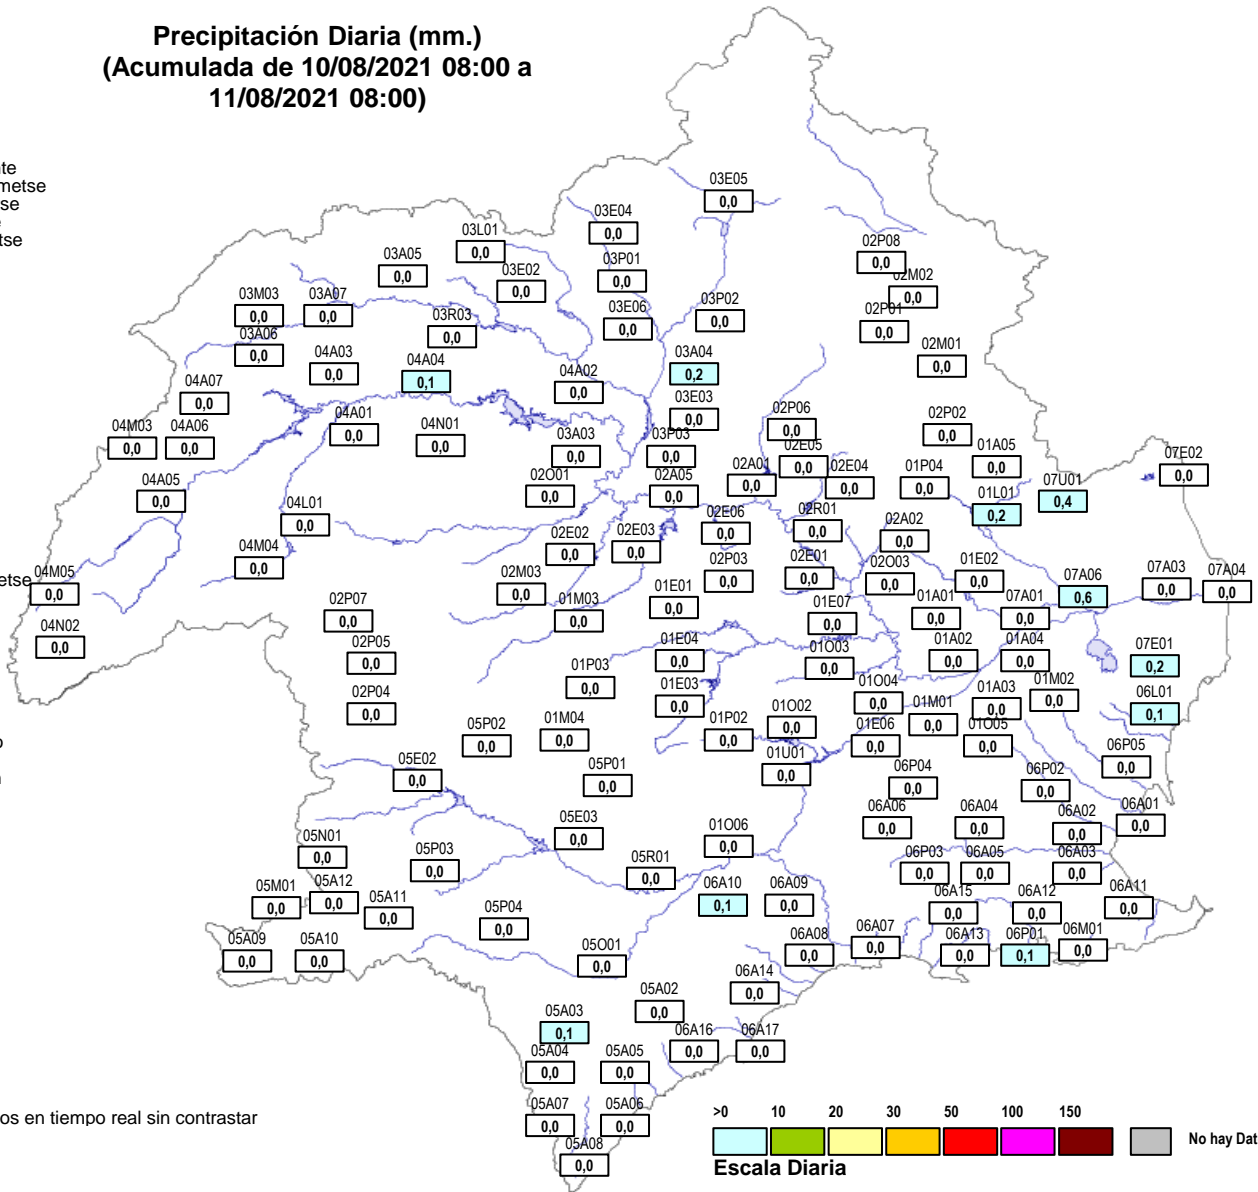 Precipitación Diaria (mm.)
(Acumulada de 10/08/2021 08:00 a
11/08/2021 08:00)
03E05
0,0
03E04
0,0
03L01
0,0
03A05
0,0
03E02
0,0
03P01
0,0
02P08
0,0
02M02
0,0
03M03
0,0
03A07
0,0
03R03
0,0
03E06
0,0
03P02
0,0
02P01
0,0
03A06
0,0
04A03
0,0
04A04
0,1
04A02
0,0
03A04
0,2
02M01
0,0
04A07
0,0
03E03
0,0
04M03
0,0
04A06
0,0
04A01
0,0
04N01
0,0
03A03
0,0
03P03
0,0
02P06
0,0
02P02
0,0
02E05
0,0
01A05
0,0
07E02
0,0
04A05
0,0
02O01
0,0
02A05
0,0
02A01
0,0
02E04
0,0
01P04
0,0
01L01
0,2
07U01
0,4
04L01
0,0
02E06
0,0
02R01
0,0
02A02
0,0
04M04
0,0
02E02
0,0
02E03
0,0
04M05
0,0
02M03
0,0
02P03
0,0
02E01
0,0
02O03
0,0
01E02
0,0
07A06
0,6
07A03
0,0
07A04
0,0
02P07
0,0
01M03
0,0
01E01
0,0
01E07
0,0
01A01
0,0
07A01
0,0
04N02
0,0
02P05
0,0
01E04
0,0
01O03
0,0
01A02
0,0
01A04
0,0
07E01
0,2
01P03
0,0
02P04
0,0
01E03
0,0
01O04
0,0
01M01
0,0
01A03
0,0
01M02
0,0
06L01
0,1
05P02
0,0
01M04
0,0
01P02
0,0
01O02
0,0
01E06
0,0
01O05
0,0
05E02
0,0
05P01
0,0
01U01
0,0
06P04
0,0
06P02
0,0
06P05
0,0
05E03
0,0
01O06
0,0
06A06
0,0
06A04
0,0
06A02
0,0
06A01
0,0
05N01
0,0
05P03
0,0
05R01
0,0
06P03
0,0
06A05
0,0
06A03
0,0
05M01
0,0
05A12
0,0
05A11
0,0
06A10
0,1
06A09
0,0
06A15
0,0
06A12
0,0
06A11
0,0
05P04
0,0
05A09
0,0
05A10
0,0
05O01
0,0
06A08
0,0
06A07
0,0
06A13
0,0
06P01
0,1
06M01
0,0
06A14
0,0
05A03
0,1
05A02
0,0
06A16
0,0
06A17
0,0
05A04
0,0
05A05
0,0
05A07
0,0
05A06
0,0
05A08
0,0
te
metse
se
tse
etse
os en tiempo real sin contrastar
>0 10 20 30 50 100 150
No hay Dat
Escala Diaria